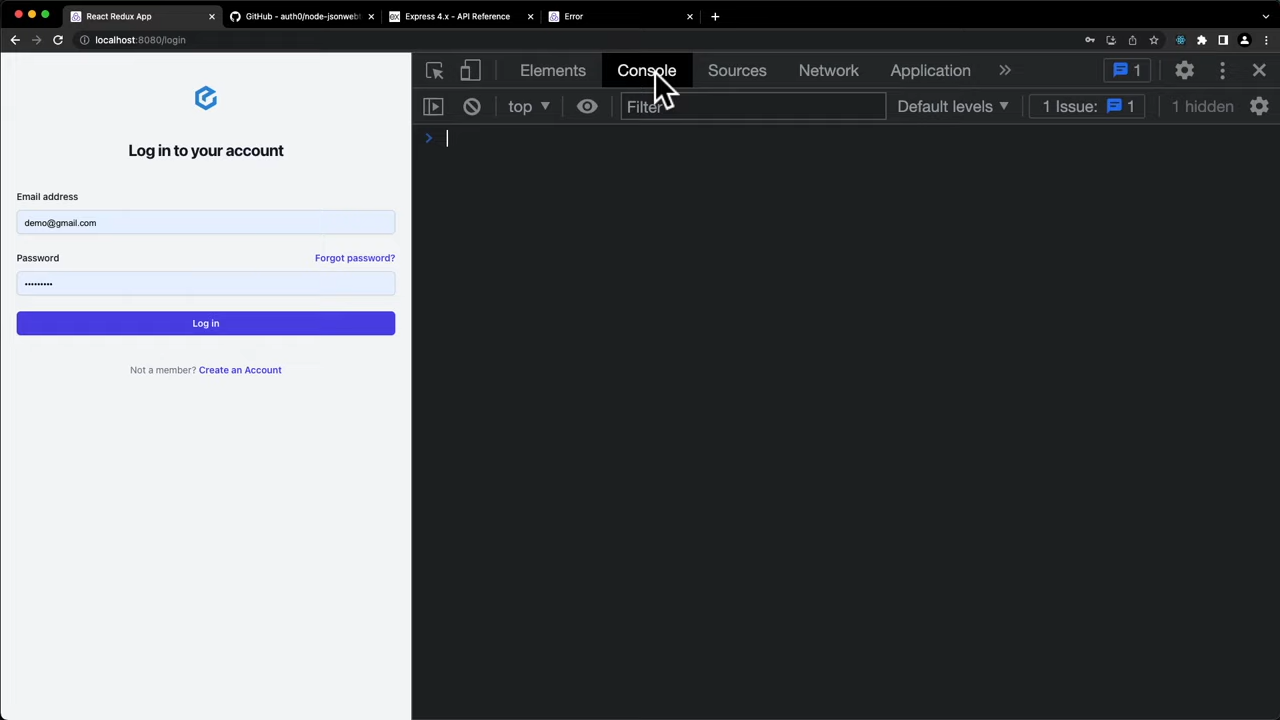 React Redux App
GitHub - auth0/node-jsonwebt
Express 4.x - API Reference
Error
localhost:8080/login
Log in to your account
Email address
demo@gmail.com
Password
Forgot password?
•••••••••
Log in
Not a member? Create an Account
Elements
Console
Sources
Network
Application
1
top
Filter
Default levels
1 Issue: 1
1 hidden